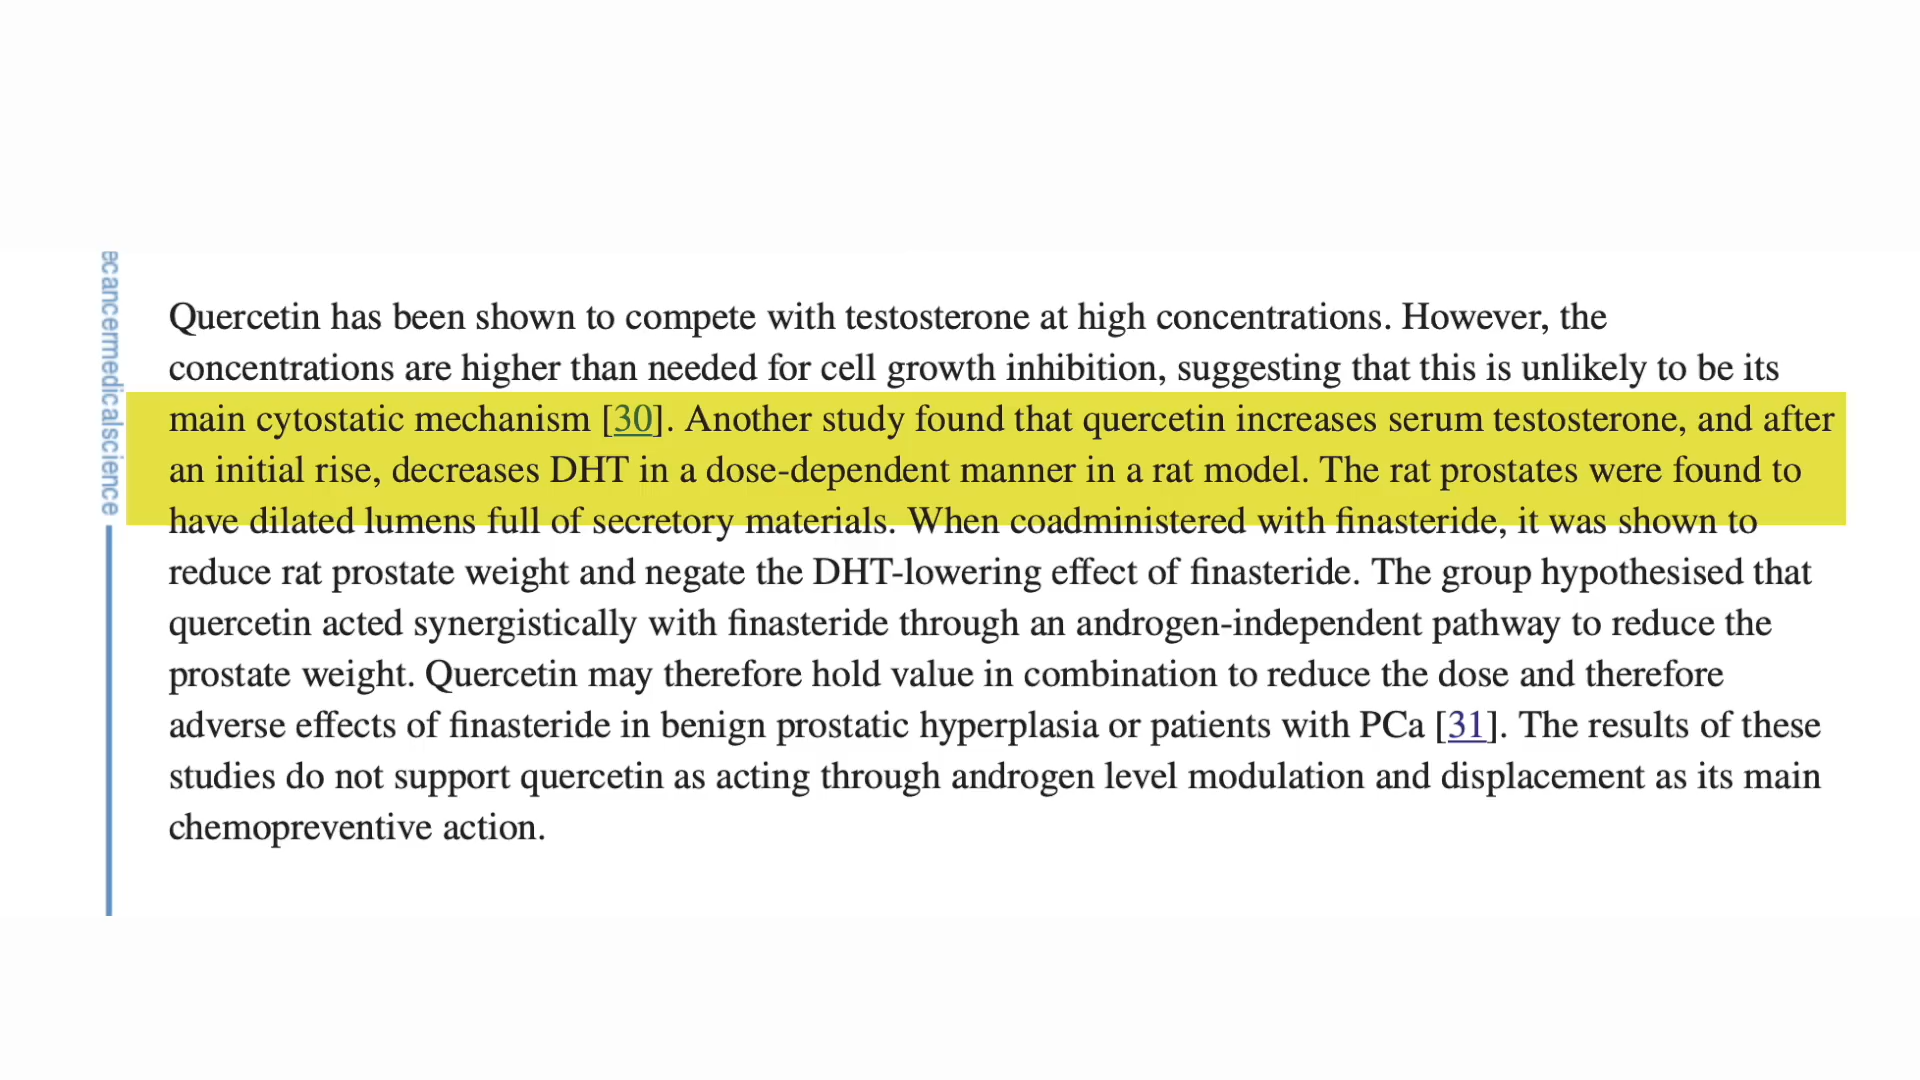 ecancermedicalscience
Quercetin has been shown to compete with testosterone at high concentrations. However, the
concentrations are higher than needed for cell growth inhibition, suggesting that this is unlikely to be its
main cytostatic mechanism [30]. Another study found that quercetin increases serum testosterone, and after
an initial rise, decreases DHT in a dose-dependent manner in a rat model. The rat prostates were found to
have dilated lumens full of secretory materials. When coadministered with finasteride, it was shown to
reduce rat prostate weight and negate the DHT-lowering effect of finasteride. The group hypothesised that
quercetin acted synergistically with finasteride through an androgen-independent pathway to reduce the
prostate weight. Quercetin may therefore hold value in combination to reduce the dose and therefore
adverse effects of finasteride in benign prostatic hyperplasia or patients with PCa [31]. The results of these
studies do not support quercetin as acting through androgen level modulation and displacement as its main
chemopreventive action.